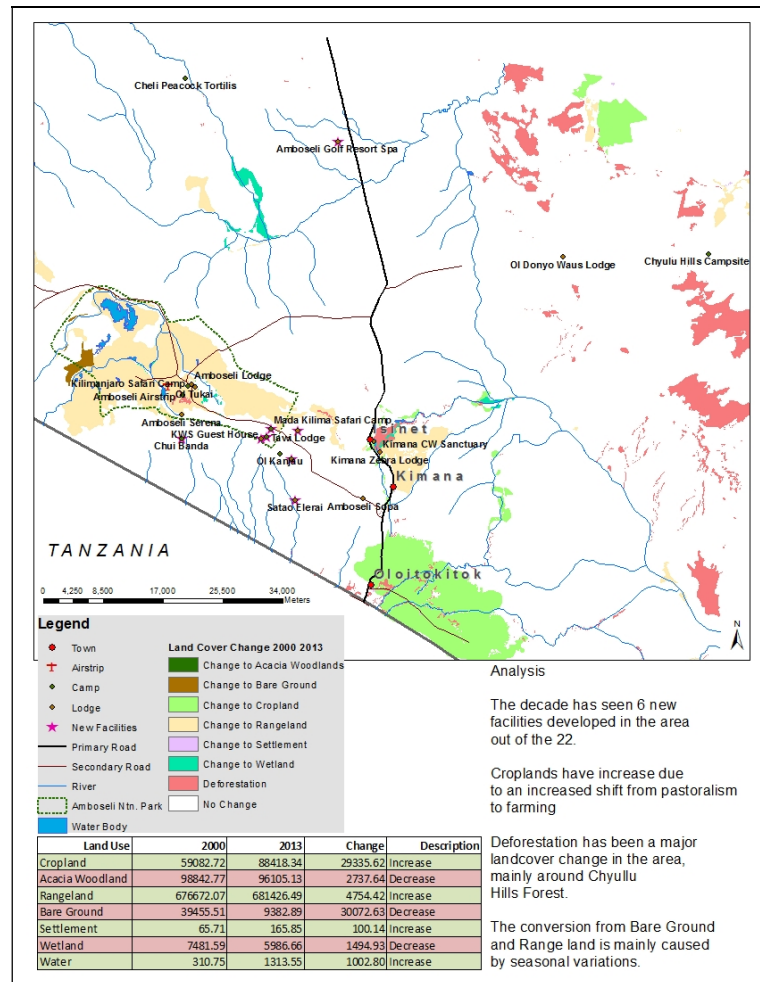 Cheli Peacock Tortilis
Amboseli Golf Resort Spa
Ol Donyo Waus Lodge
Chyulu Hills Campsite
Amboseli Lodge
Kilimanjaro Safari Camp
Ol Tukai
Amboseli Airstrip
Amboseli Serena
Mada Kilima Safari Camp
Isinet
KWS Guest House
Tawi Lodge
Chui Banda
Kimana CW Sanctuary
Ol Kanjau
Kimana Zebra Lodge
Kimana
Satao Elerai
Amboseli Sopa
TANZANIA
Oloitokitok
0 4,250 8,500 17,000 25,500 34,000
Meters
N
Legend
Town
Airstrip
Camp
Lodge
New Facilities
Primary Road
Secondary Road
River
Amboseli Ntn. Park
Water Body
Land Cover Change 2000 2013
Change to Acacia Woodlands
Change to Bare Ground
Change to Cropland
Change to Rangeland
Change to Settlement
Change to Wetland
Deforestation
No Change
Analysis
The decade has seen 6 new
facilities developed in the area
out of the 22.
Croplands have increase due
to an increased shift from pastoralism
to farming
Deforestation has been a major
landcover change in the area,
mainly around Chyullu
Hills Forest.
The conversion from Bare Ground
and Range land is mainly caused
by seasonal variations.
Land Use 2000 2013 Change Description
Cropland 59082.72 88418.34 29335.62 Increase
Acacia Woodland 98842.77 96105.13 2737.64 Decrease
Rangeland 676672.07 681426.49 4754.42 Increase
Bare Ground 39455.51 9382.89 30072.63 Decrease
Settlement 65.71 165.85 100.14 Increase
Wetland 7481.59 5986.66 1494.93 Decrease
Water 310.75 1313.55 1002.80 Increase